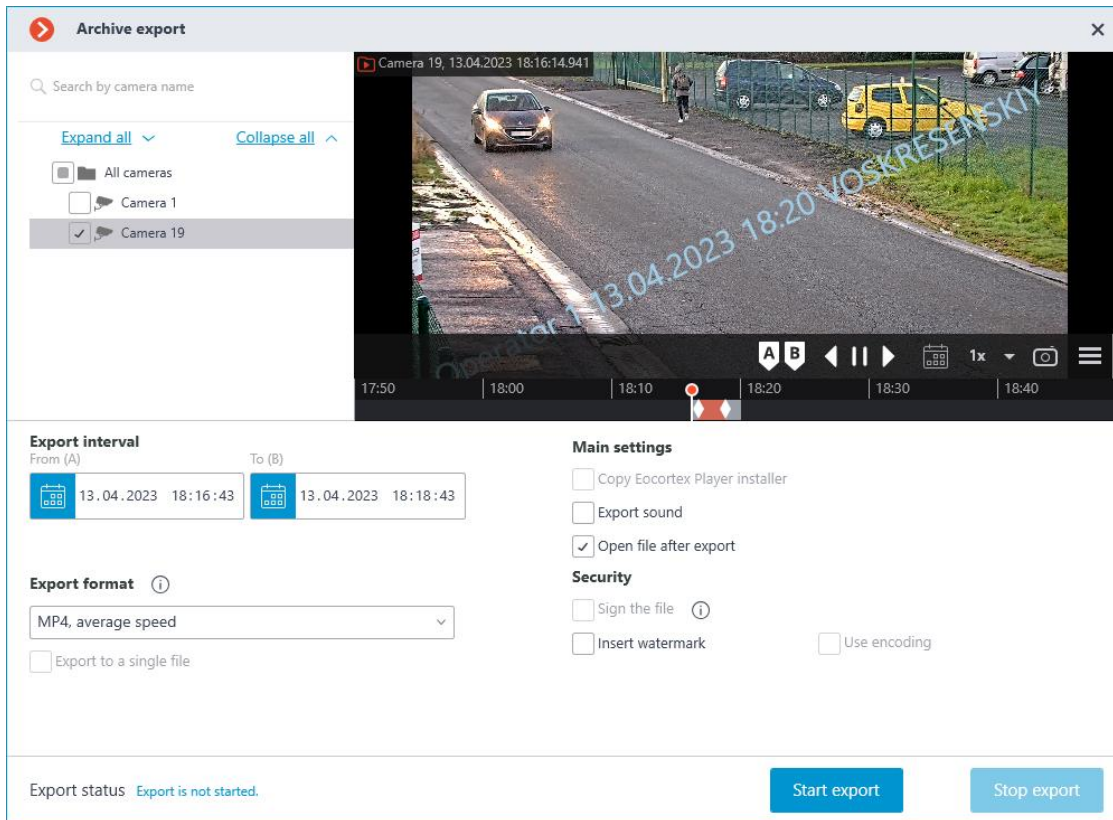 Archive export
Search by camera name
Expand all
Collapse all
All cameras
Camera 1
Camera 19
Camera 19, 13.04.2023 18:16:14.941
Operator 1 13.04.2023 18:20 VOSKRESENSKIY
A B 1x
17:50 18:00 18:10 18:20 18:30 18:40
Export interval
From (A) To (B)
13.04.2023 18:16:43 13.04.2023 18:18:43
Export format
MP4, average speed
Export to a single file
Main settings
Copy Eocortex Player installer
Export sound
Open file after export
Security
Sign the file
Insert watermark Use encoding
Export status Export is not started.
Start export Stop export